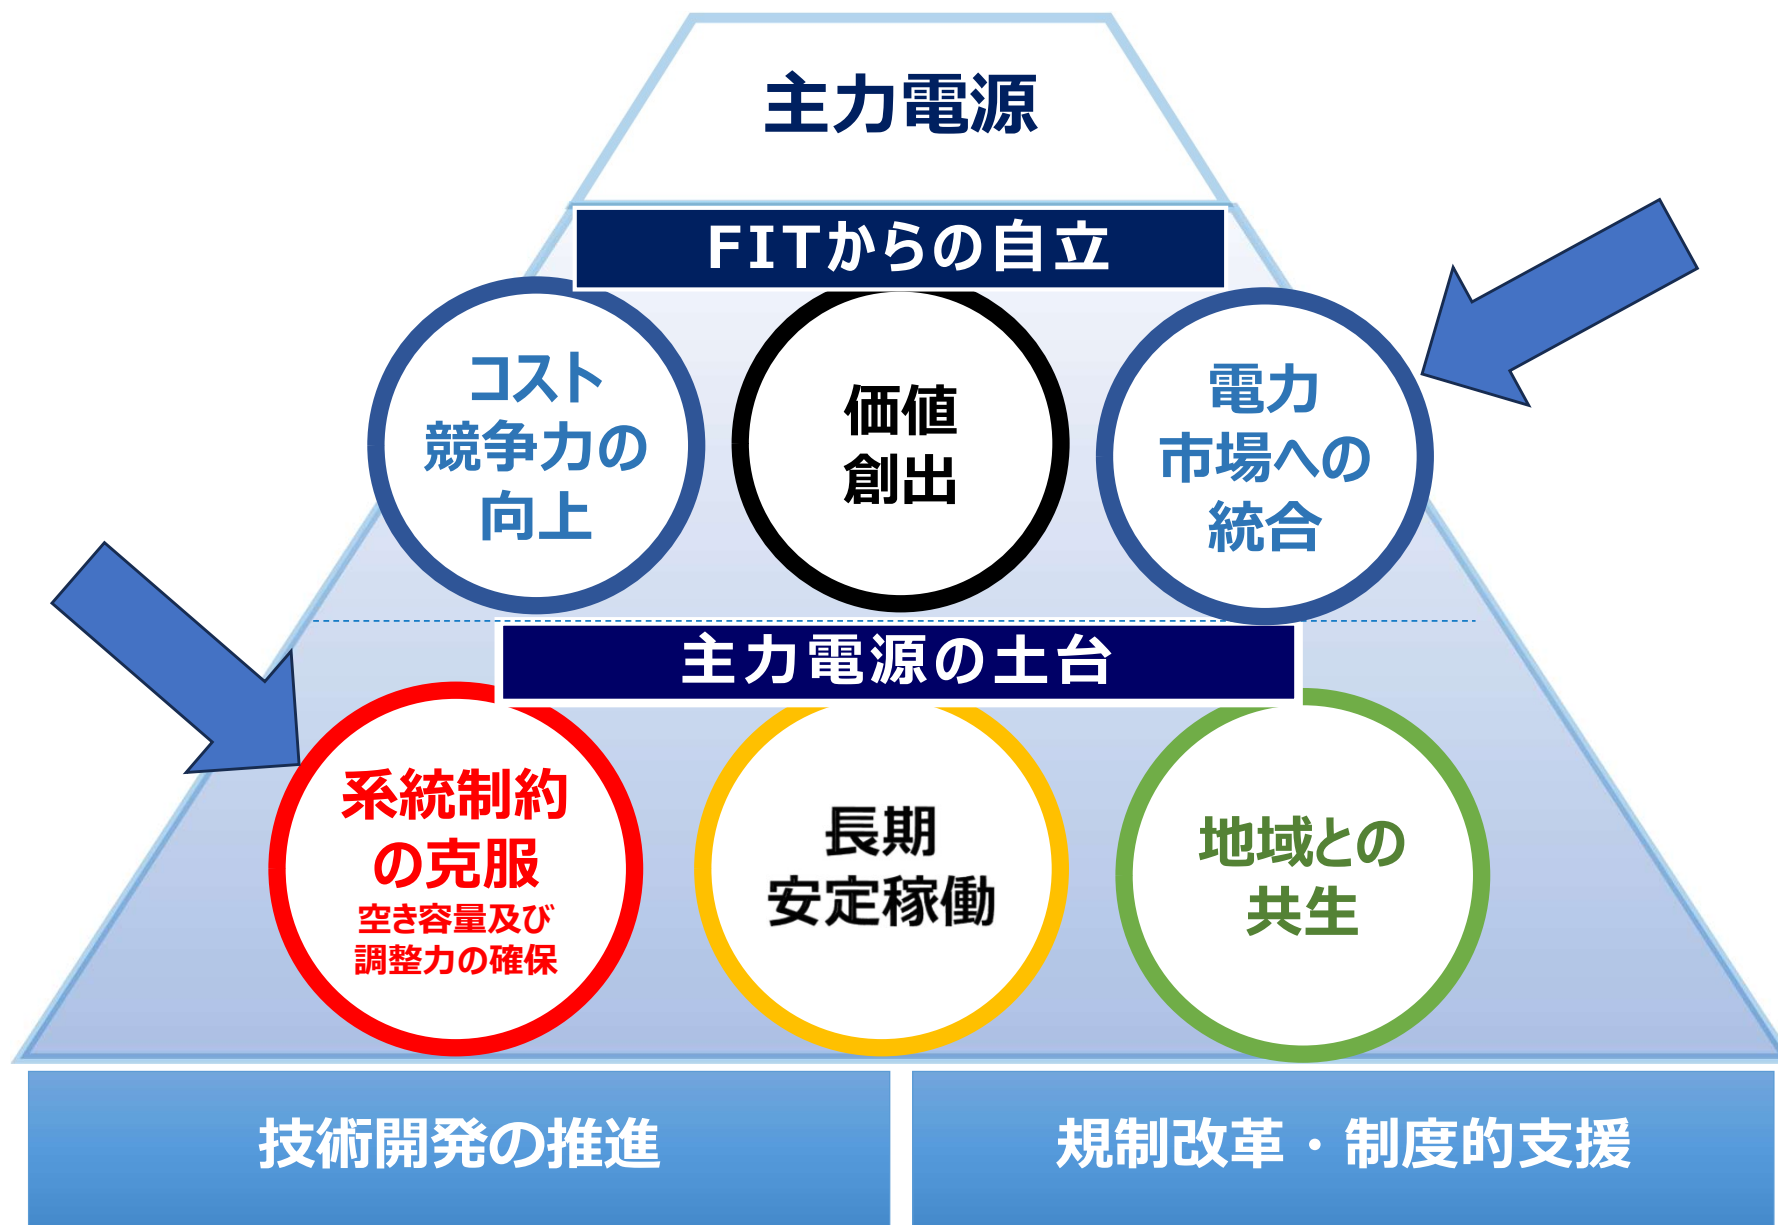 主力電源
FITからの自立
コスト
競争力の
向上
価値
創出
電力
市場への
統合
主力電源の土台
系統制約
の克服
空き容量及び
調整力の確保
長期
安定稼働
地域との
共生
技術開発の推進
規制改革・制度的支援